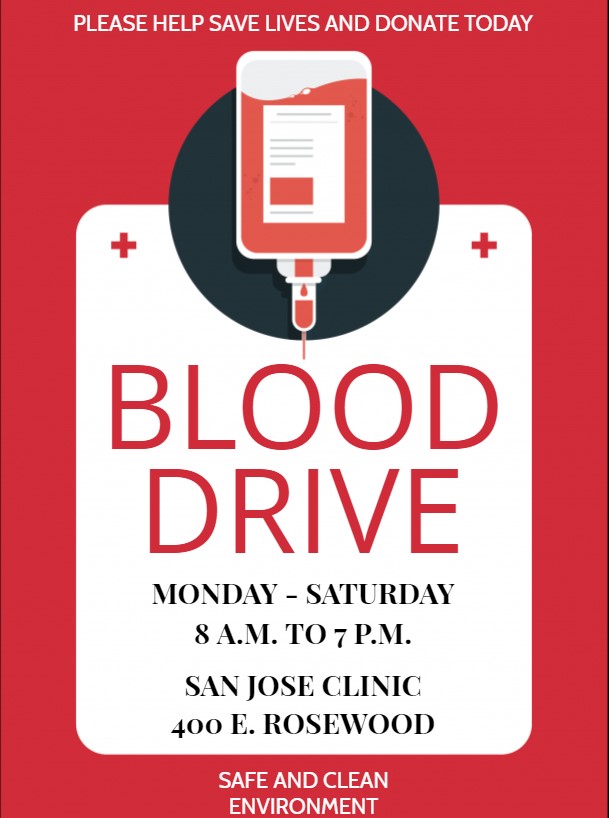 PLEASE HELP SAVE LIVES AND DONATE TODAY
BLOOD
DRIVE
MONDAY - SATURDAY
8 A.M. TO 7 P.M.
SAN JOSE CLINIC
400 E. ROSEWOOD
SAFE AND CLEAN
ENVIRONMENT